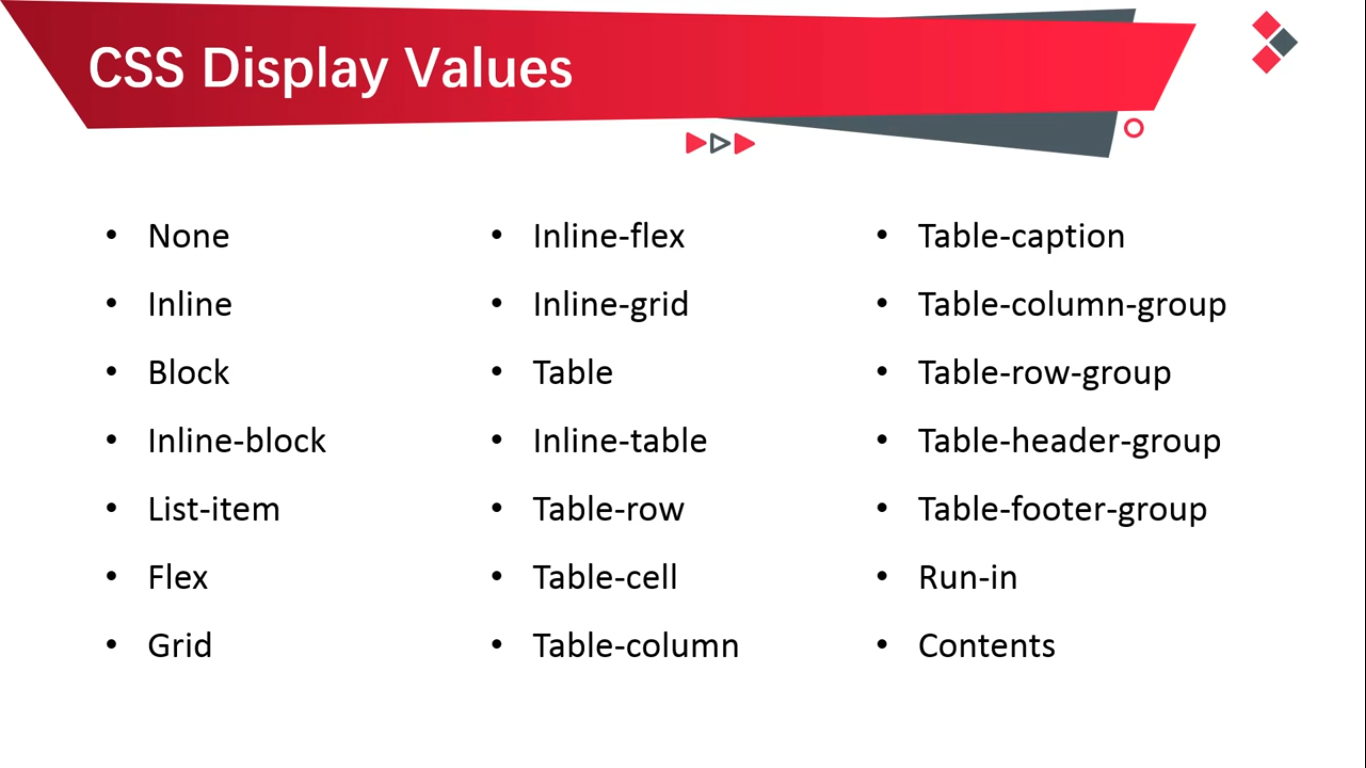 CSS Display Values
• None
• Inline
• Block
• Inline-block
• List-item
• Flex
• Grid
• Inline-flex
• Inline-grid
• Table
• Inline-table
• Table-row
• Table-cell
• Table-column
• Table-caption
• Table-column-group
• Table-row-group
• Table-header-group
• Table-footer-group
• Run-in
• Contents